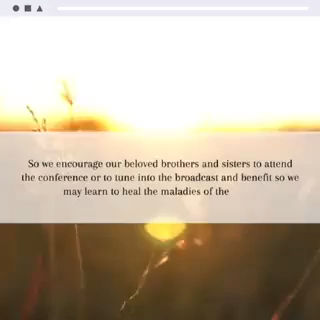 So we encourage our beloved brothers and sisters to attend
the conference or to tune into the broadcast and benefit so we
may learn to heal the maladies of the